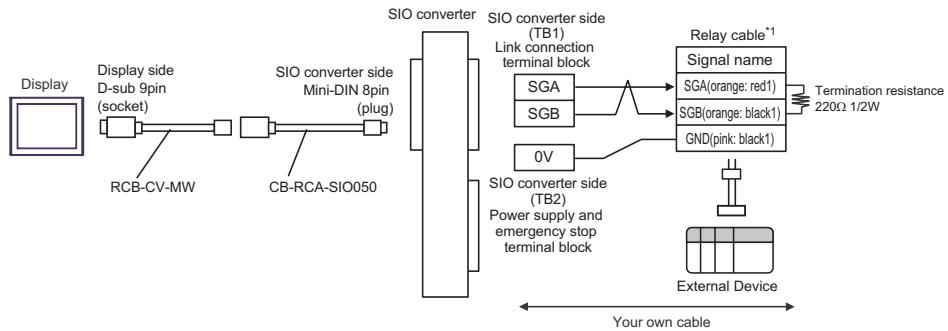 Display
Display side
D-sub 9pin
(socket)
RCB-CV-MW
SIO converter side
Mini-DIN 8pin
(plug)
CB-RCA-SIO050
SIO converter
SIO converter side
(TB1)
Link connection
terminal block
SGA
SGB
0V
SIO converter side
(TB2)
Power supply and
emergency stop
terminal block
Relay cable*1
Signal name
SGA(orange: red1)
SGB(orange: black1)
GND(pink: black1)
Termination resistance
220Ω 1/2W
External Device
Your own cable